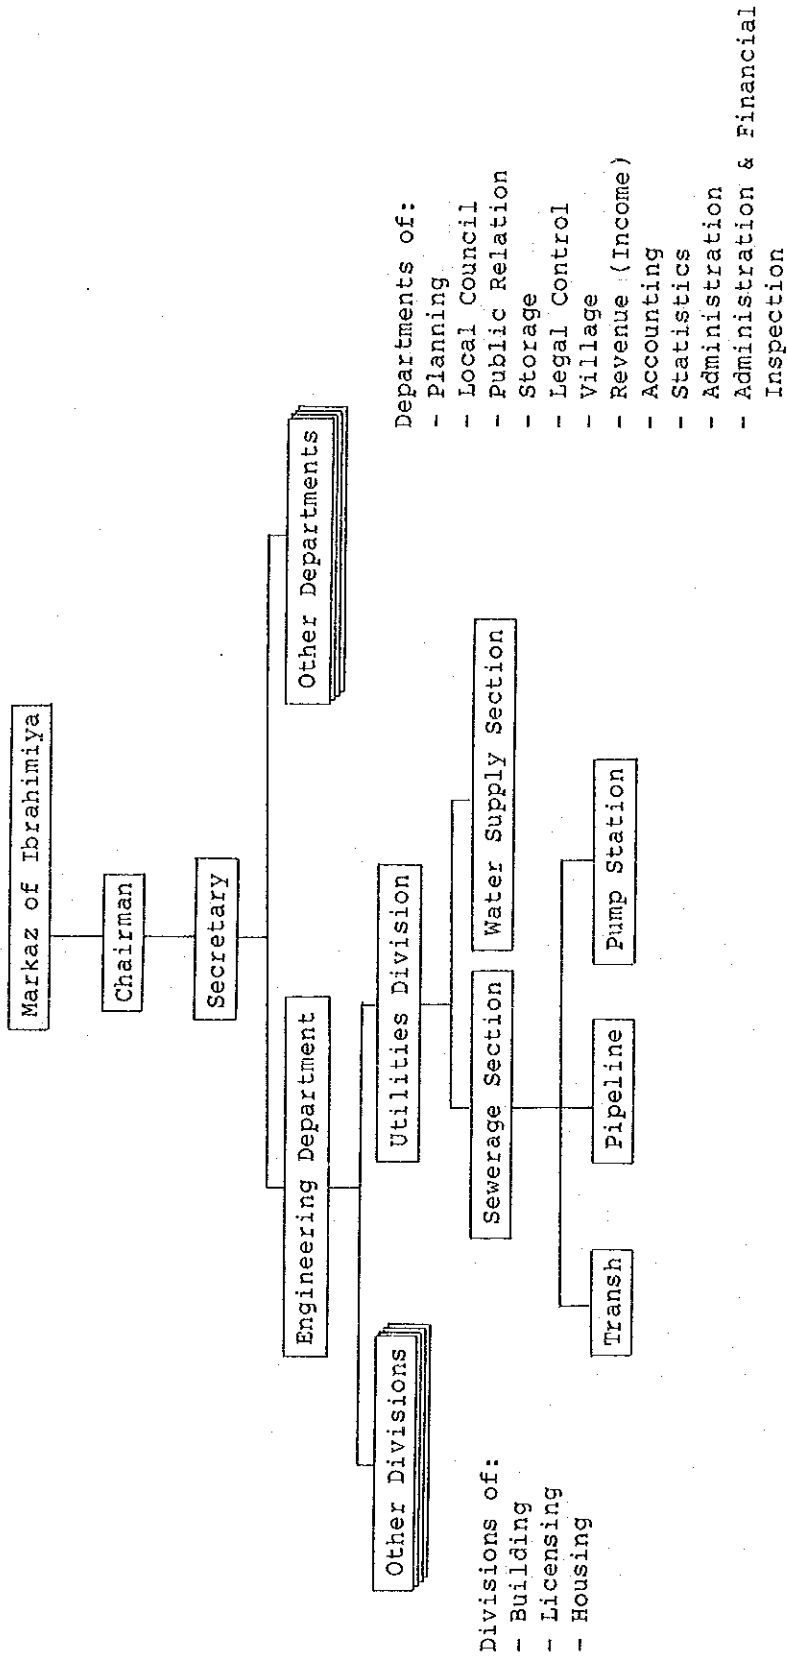 Markaz of Ibrahimiya
Chairman
Secretary
Engineering Department
Other Departments
Other Divisions
Utilities Division
Departments of:
- Planning
- Local Council
- Public Relation
- Storage
- Legal Control
- Village
- Revenue (Income)
- Accounting
- Statistics
- Administration
- Administration & Financial
Inspection
Divisions of:
- Building
- Licensing
- Housing
Sewerage Section
Water Supply Section
Transh
Pipeline
Pump Station